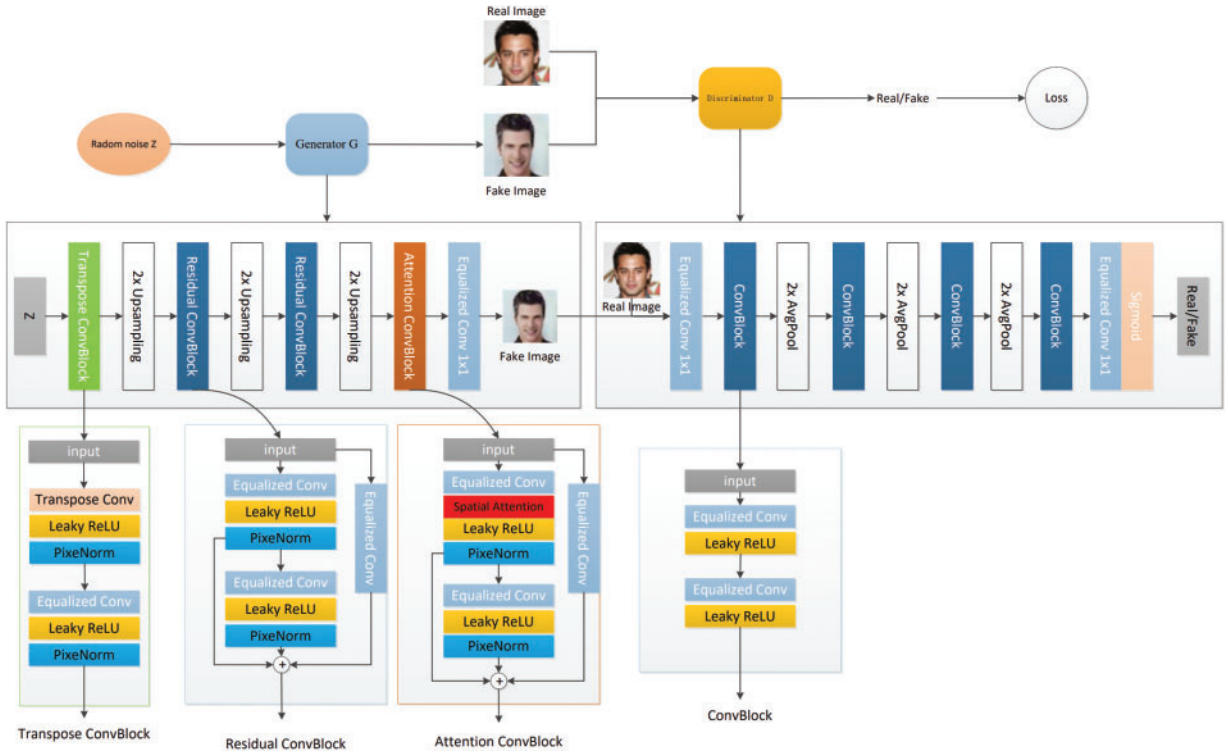 Real Image
Radom noise Z
Generator G
Fake Image
Discriminator D
Real/Fake
Loss
Z
Transpose ConvBlock
2x Upsampling
Residual ConvBlock
2x Upsampling
Residual ConvBlock
2x Upsampling
Attention ConvBlock
Equalized Conv 1x1
Fake Image
Real Image
Equalized Conv 1x1
ConvBlock
2x AvgPool
ConvBlock
2x AvgPool
ConvBlock
2x AvgPool
ConvBlock
Equalized Conv 1x1
Sigmoid
Real/Fake
input
Transpose Conv
Leaky ReLU
PixeNorm
Equalized Conv
Leaky ReLU
PixeNorm
Transpose ConvBlock
input
Equalized Conv
Leaky ReLU
PixeNorm
Equalized Conv
Leaky ReLU
PixeNorm
+
Equalized Conv
Residual ConvBlock
input
Equalized Conv
Spatial Attention
Leaky ReLU
PixeNorm
Equalized Conv
Leaky ReLU
PixeNorm
+
Equalized Conv
Attention ConvBlock
input
Equalized Conv
Leaky ReLU
Equalized Conv
Leaky ReLU
ConvBlock